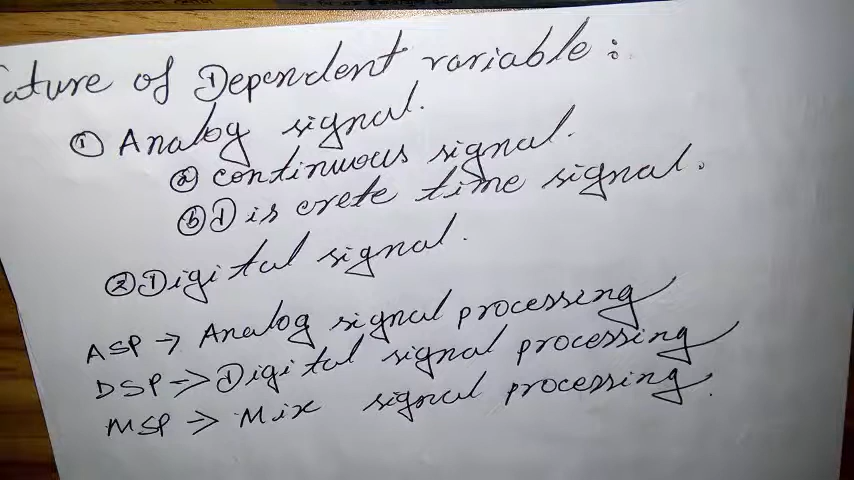 ature of Dependent variable:
① Analog signal.
ⓐ continuous signal.
ⓑ Discrete time signal.
② Digital signal.
ASP → Analog signal processing
DSP → Digital signal processing
MSP → Mix signal processing.